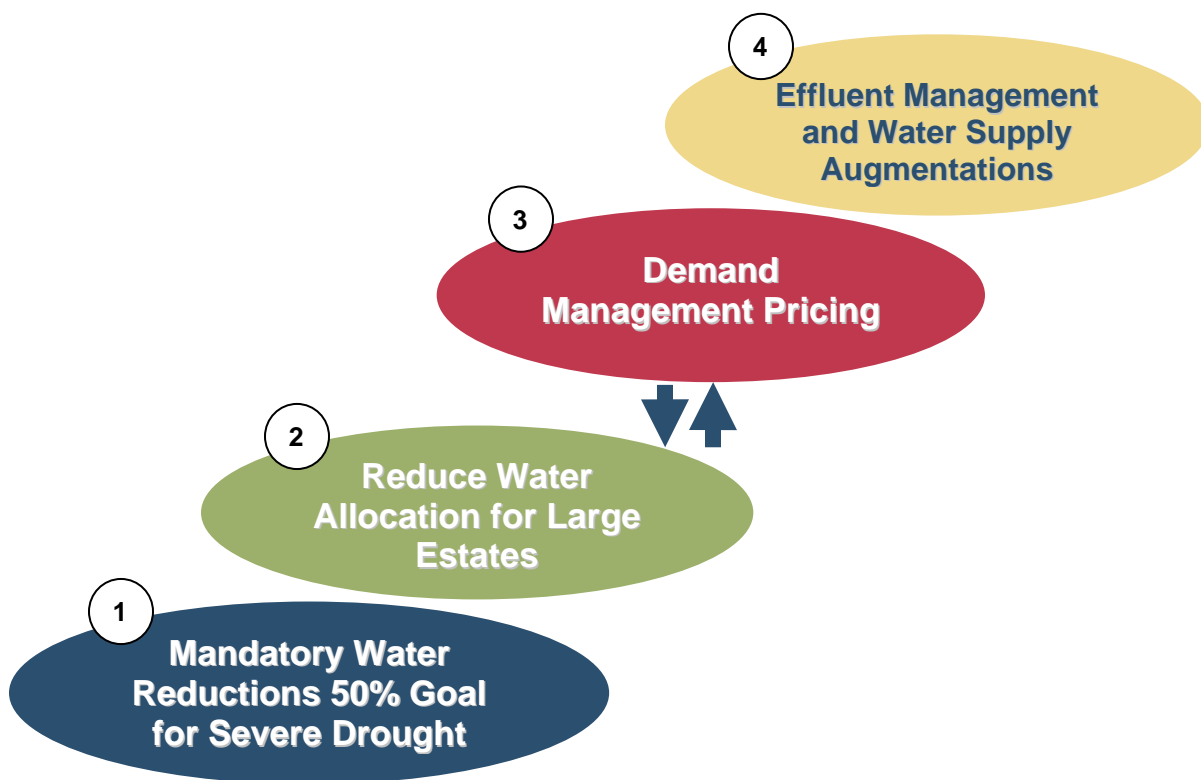 4
Effluent Management
and Water Supply
Augmentations
3
Demand
Management Pricing
2
Reduce Water
Allocation for Large
Estates
1
Mandatory Water
Reductions 50% Goal
for Severe Drought